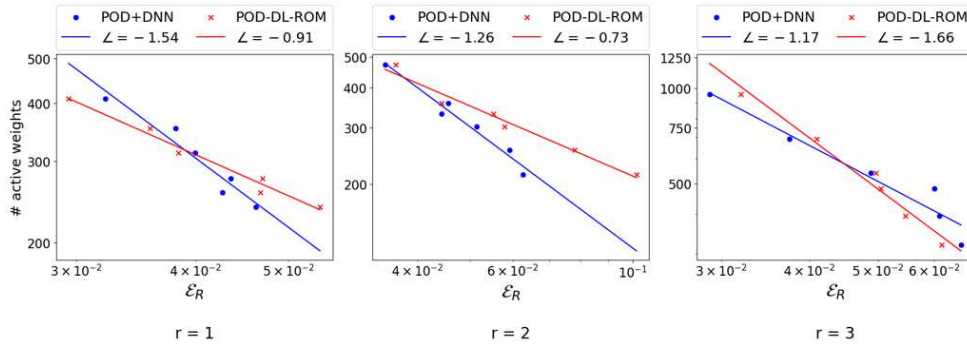 POD+DNN POD-DL-ROM
∠ = −1.54 ∠ = −0.91
POD+DNN POD-DL-ROM
∠ = −1.26 ∠ = −0.73
POD+DNN POD-DL-ROM
∠ = −1.17 ∠ = −1.66
# active weights
500
400
300
200
3 × 10⁻² 4 × 10⁻² 5 × 10⁻²
ℰ_R
r = 1
500
400
300
200
4 × 10⁻² 6 × 10⁻² 10⁻¹
ℰ_R
r = 2
1250
1000
750
500
3 × 10⁻² 4 × 10⁻² 5 × 10⁻² 6 × 10⁻²
ℰ_R
r = 3